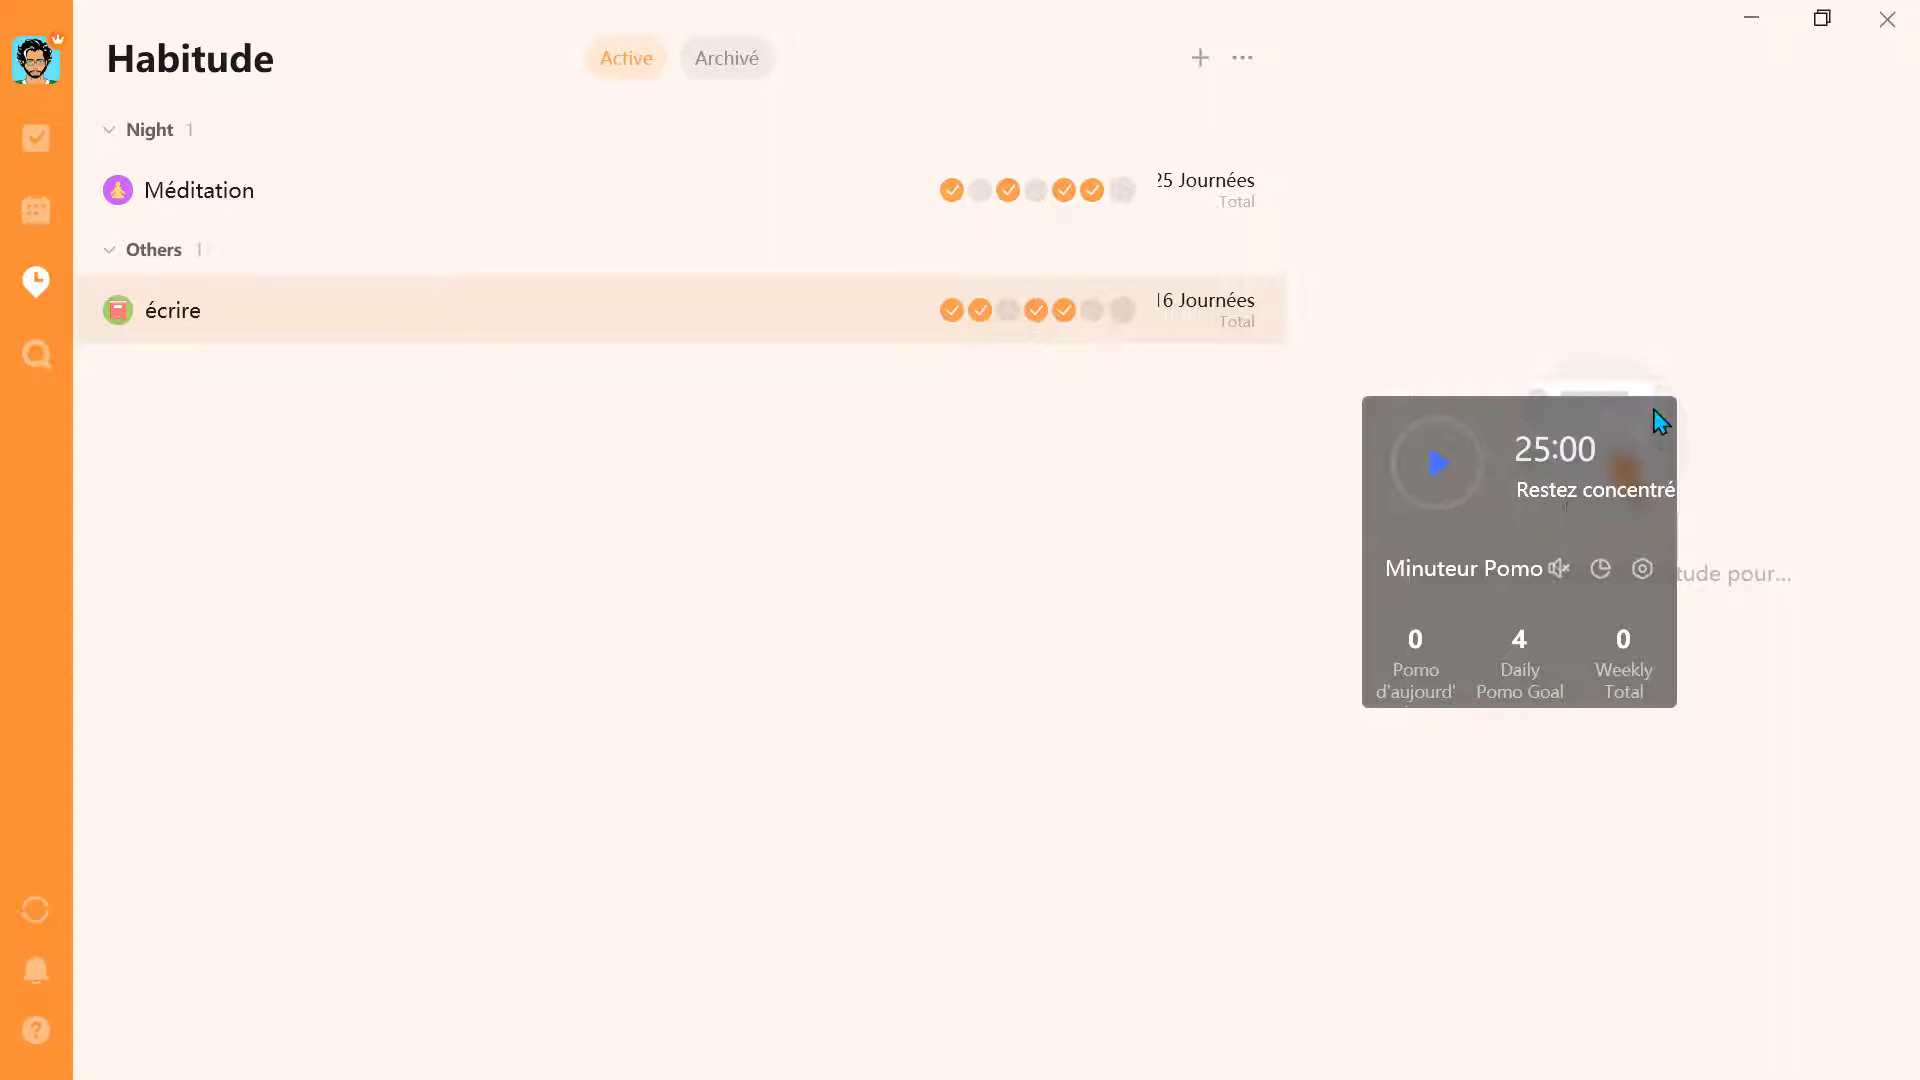 Habitude
Active
Archivé
Night 1
Méditation
25 Journées
Total
Others 1
écrire
16 Journées
Total
25:00
Restez concentré
Minuteur Pomo
tude pour...
0
Pomo
d'aujourd'
4
Daily
Pomo Goal
0
Weekly
Total